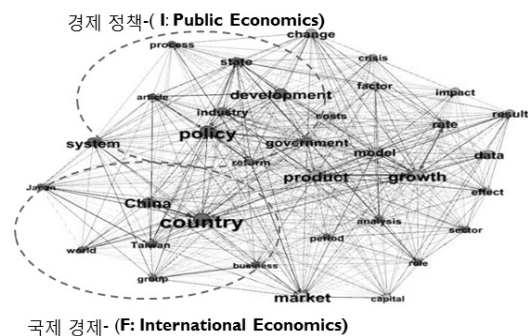 경제 정책-( I: Public Economics)
change
process
state
crisis
factor
impact
article
development
industry
costs
result
policy
rate
system
government
reform
model
data
product
growth
Japan
effect
China
country
analysis
sector
period
world
Taiwan
business
role
group
market
capital
국제 경제- (F: International Economics)